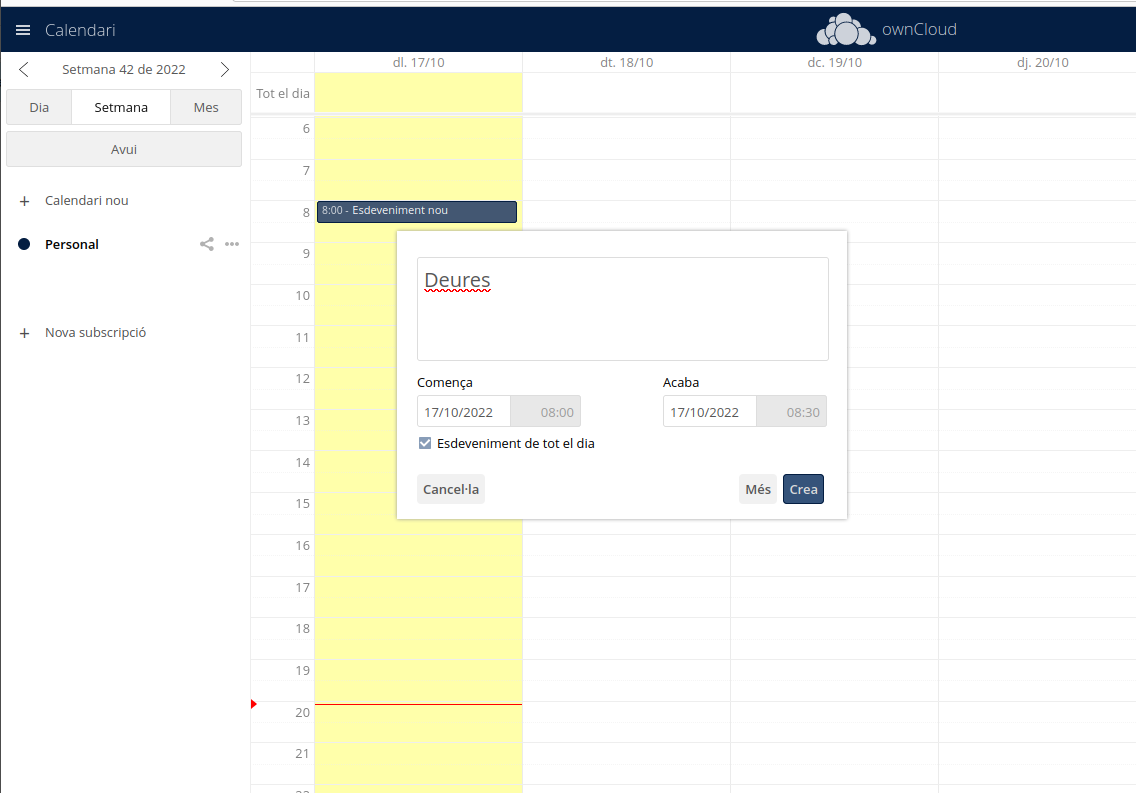 Calendari
ownCloud
Setmana 42 de 2022
Dia
Setmana
Mes
Avui
Calendari nou
Personal
Nova subscripció
dl. 17/10
dt. 18/10
dc. 19/10
dj. 20/10
Tot el dia
6
7
8
8:00 - Esdeveniment nou
9
10
11
12
13
14
15
16
17
18
19
20
21
Deures
Comença
Acaba
17/10/2022 08:00
17/10/2022 08:30
Esdeveniment de tot el dia
Cancel·la
Més
Crea